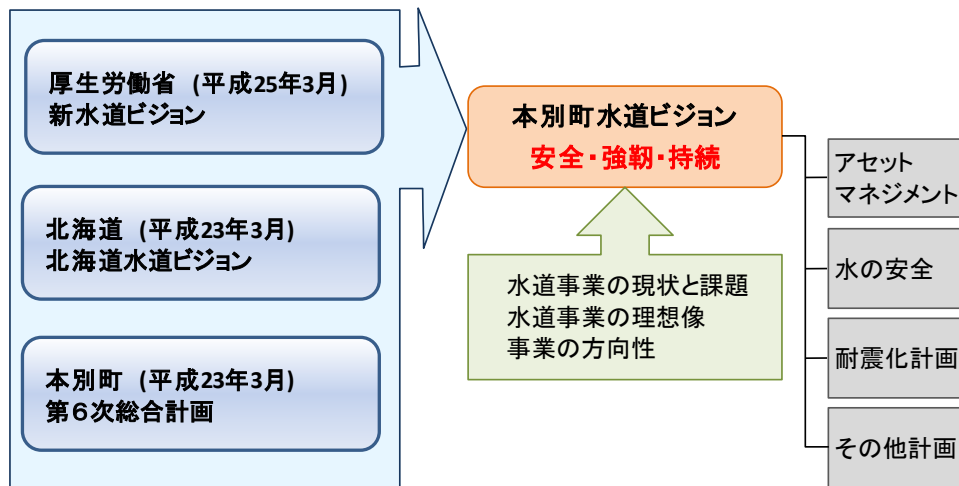 厚生労働省 (平成25年3月)
新水道ビジョン
北海道 (平成23年3月)
北海道水道ビジョン
本別町 (平成23年3月)
第6次総合計画
本別町水道ビジョン
安全・強靭・持続
水道事業の現状と課題
水道事業の理想像
事業の方向性
アセット
マネジメント
水の安全
耐震化計画
その他計画